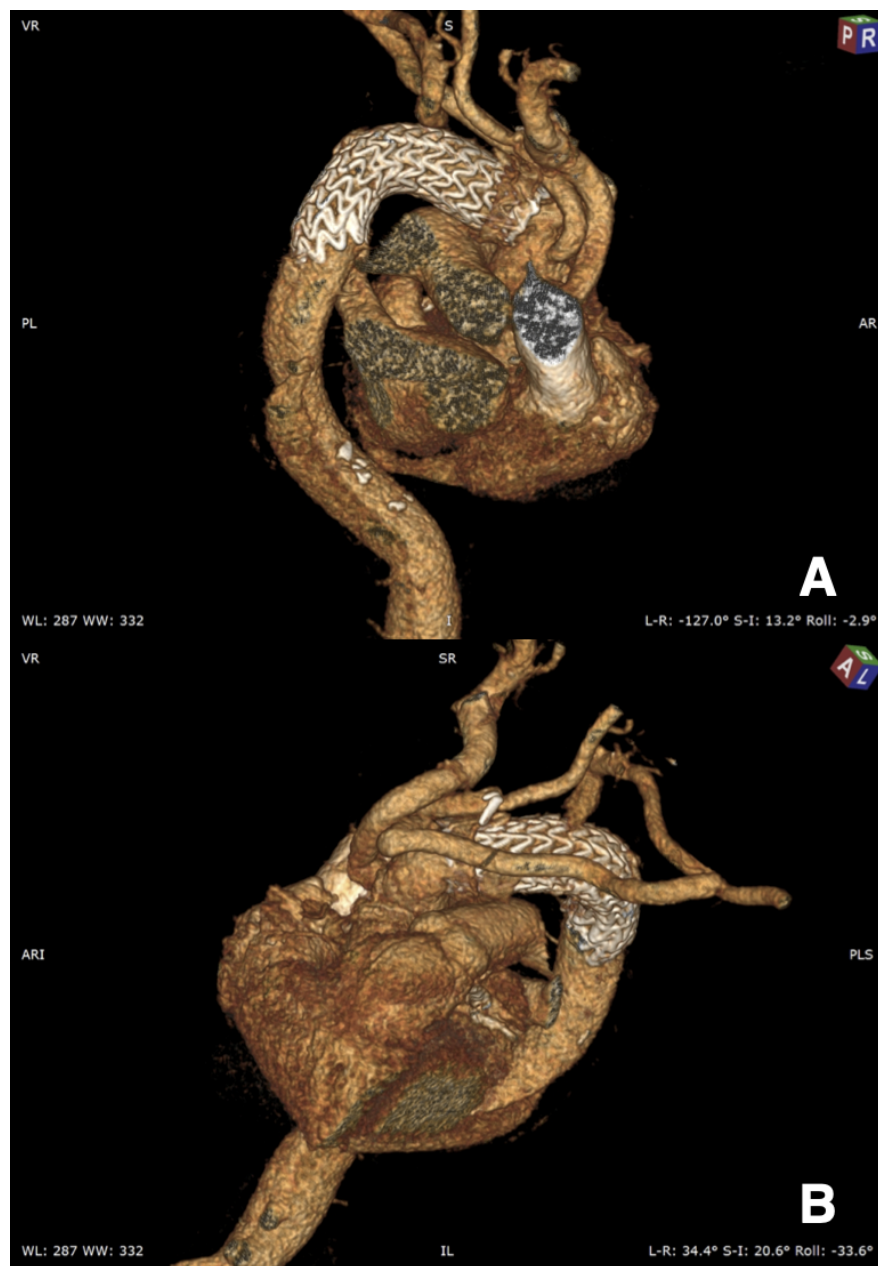 VR
S
P R
S
PL
AR
A
WL: 287 WW: 332
I
L-R: -127.0° S-I: 13.2° Roll: -2.9°
VR
SR
A L
S
ARI
PLS
B
WL: 287 WW: 332
IL
L-R: 34.4° S-I: 20.6° Roll: -33.6°